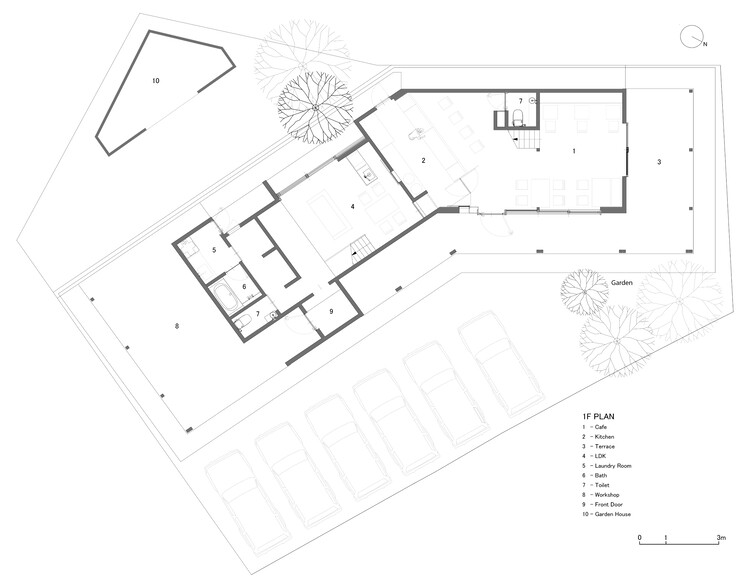 10
N
7
1
2
3
4
5
6
7
9
8
Garden
1F PLAN
1 - Cafe
2 - Kitchen
3 - Terrace
4 - LDK
5 - Laundry Room
6 - Bath
7 - Toilet
8 - Workshop
9 - Front Door
10 - Garden House
0 1 3m